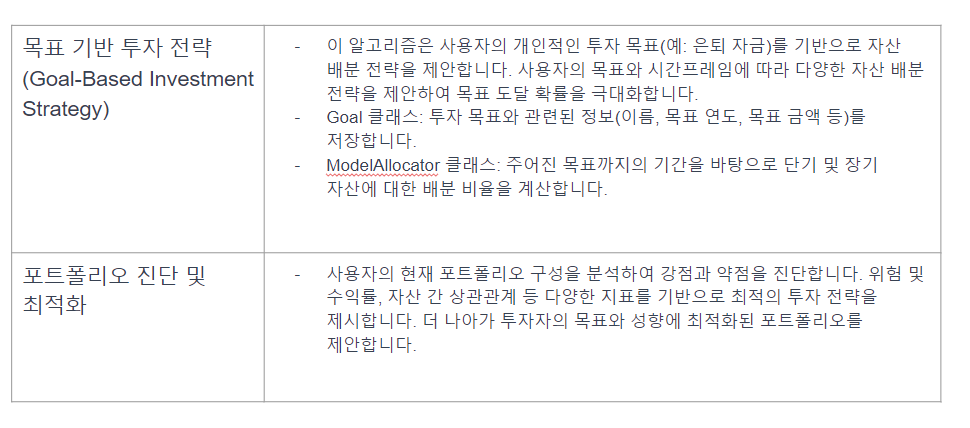 목표 기반 투자 전략
(Goal-Based Investment
Strategy)
- 이 알고리즘은 사용자의 개인적인 투자 목표(예: 은퇴 자금)를 기반으로 자산
배분 전략을 제안합니다. 사용자의 목표와 시간프레임에 따라 다양한 자산 배분
전략을 제안하여 목표 도달 확률을 극대화합니다.
- Goal 클래스: 투자 목표와 관련된 정보(이름, 목표 연도, 목표 금액 등)를
저장합니다.
- ModelAllocator 클래스: 주어진 목표까지의 기간을 바탕으로 단기 및 장기
자산에 대한 배분 비율을 계산합니다.
포트폴리오 진단 및
최적화
- 사용자의 현재 포트폴리오 구성을 분석하여 강점과 약점을 진단합니다. 위험 및
수익률, 자산 간 상관관계 등 다양한 지표를 기반으로 최적의 투자 전략을
제시합니다. 더 나아가 투자자의 목표와 성향에 최적화된 포트폴리오를
제안합니다.